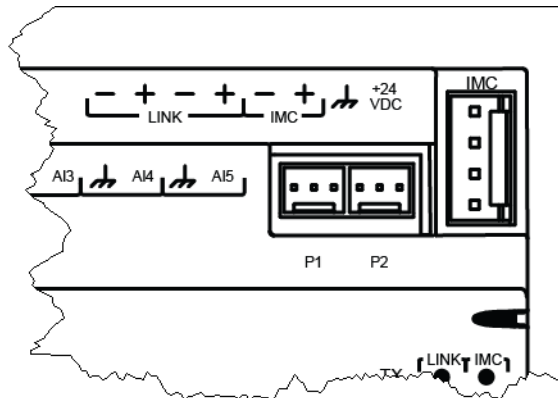 − + − + − + +24 VDC IMC
LINK IMC
AI3 AI4 AI5
P1 P2
LINK IMC